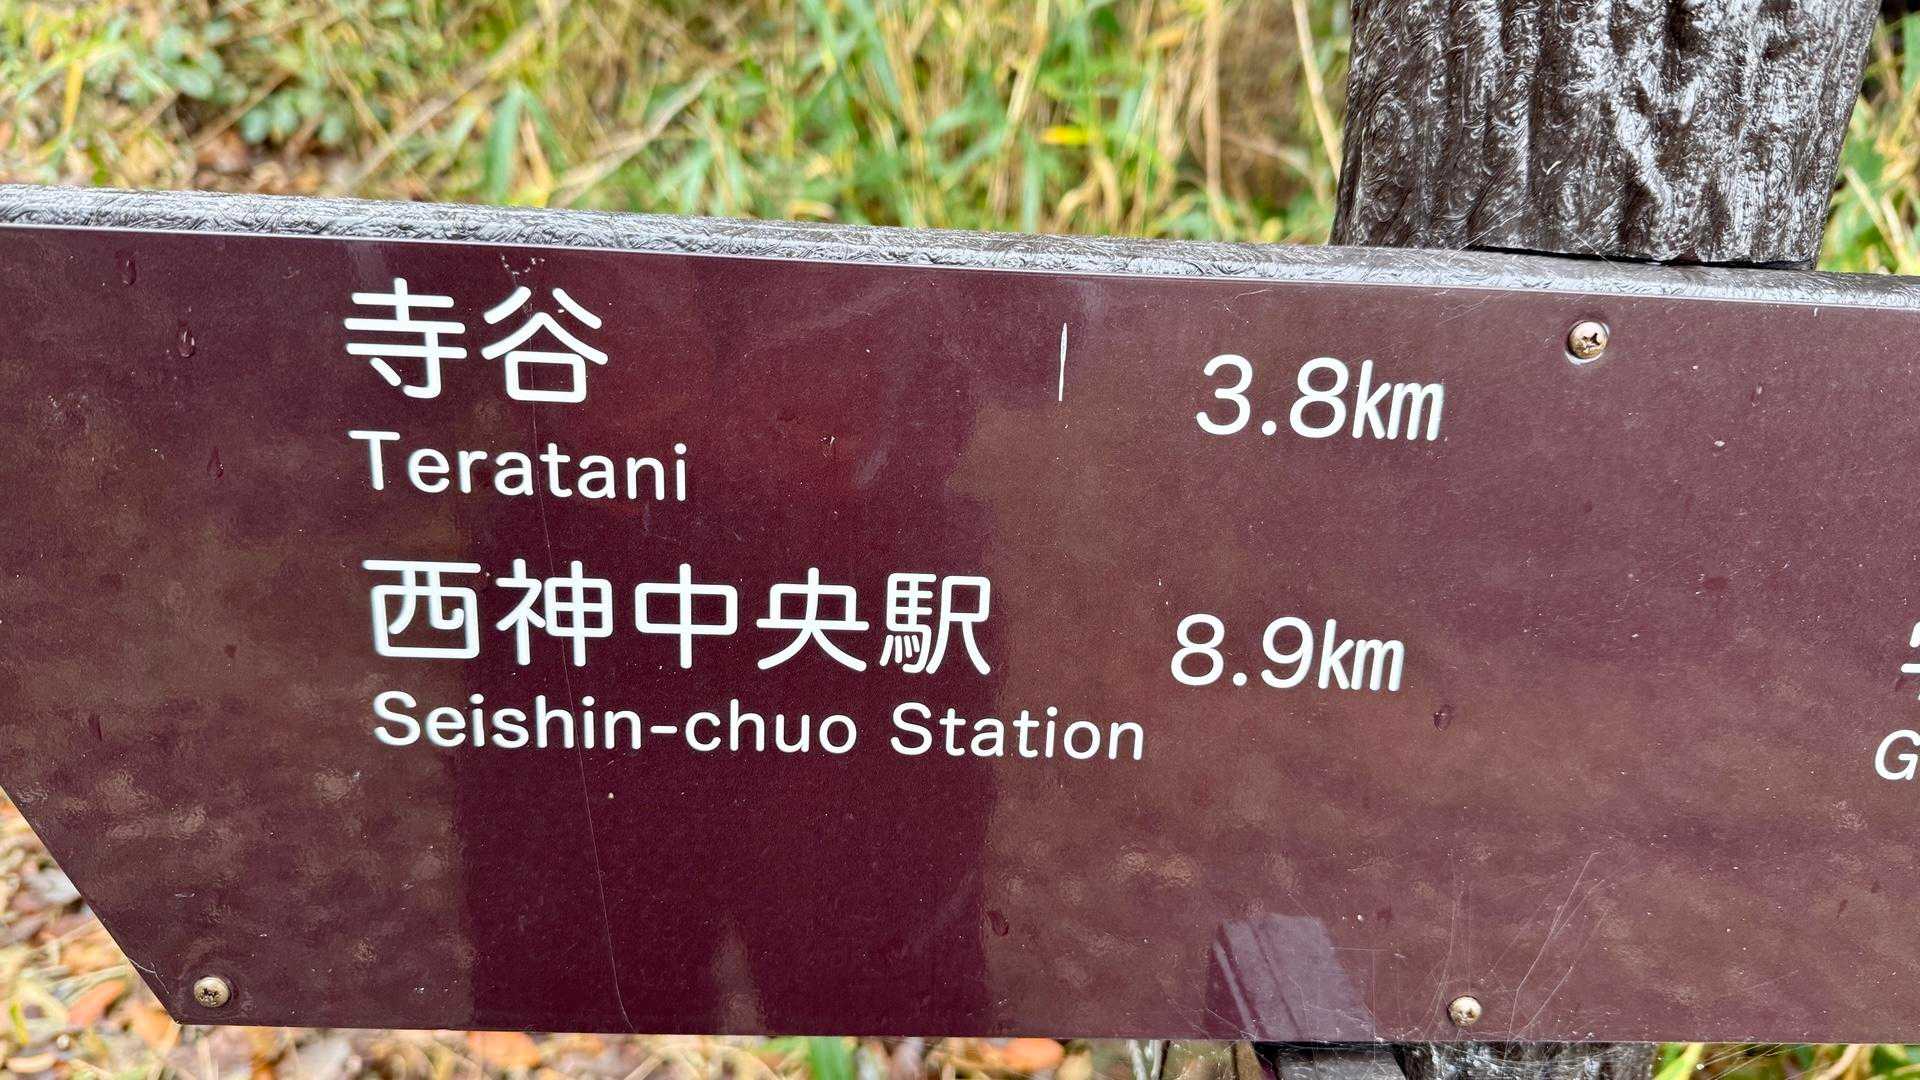 寺谷 3.8km
Teratani
西神中央駅 8.9km
Seishin-chuo Station